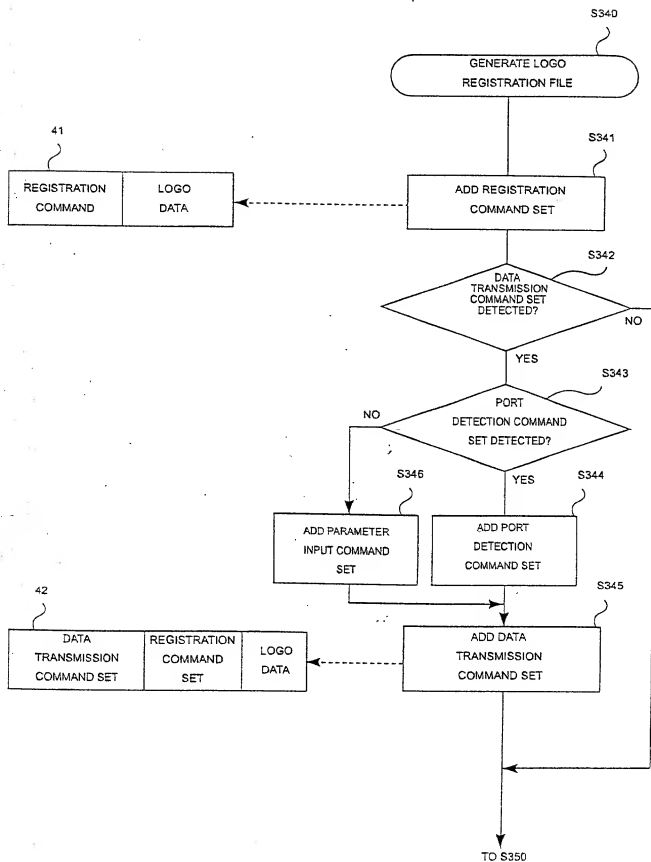 S340
GENERATE LOGO
REGISTRATION FILE
41
S341
REGISTRATION
COMMAND
LOGO
DATA
ADD REGISTRATION
COMMAND SET
S342
DATA
TRANSMISSION
COMMAND SET
DETECTED?
NO
YES
S343
PORT
DETECTION COMMAND
SET DETECTED?
NO
YES
S346
S344
ADD PARAMETER
INPUT COMMAND
SET
ADD PORT
DETECTION
COMMAND SET
42
S345
DATA
TRANSMISSION
COMMAND SET
REGISTRATION
COMMAND
SET
LOGO
DATA
ADD DATA
TRANSMISSION
COMMAND SET
TO S350